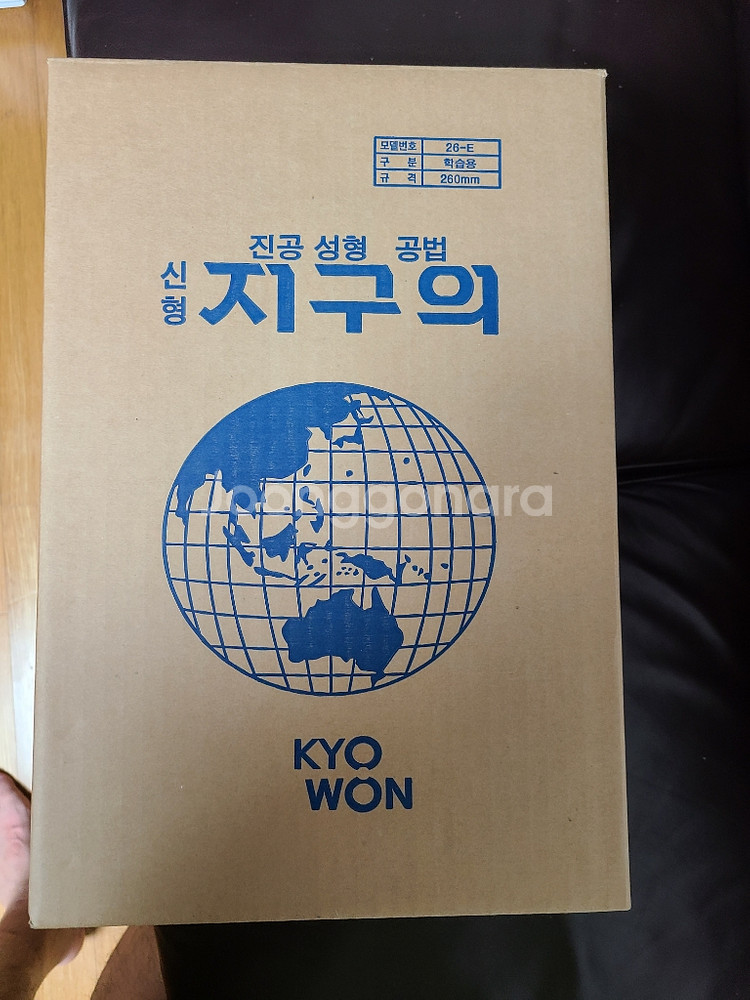 모델번호 26-E
구 분 학습용
규 격 260mm
진공 성형 공법
신형 지구의
joonggonara
KYO
WON